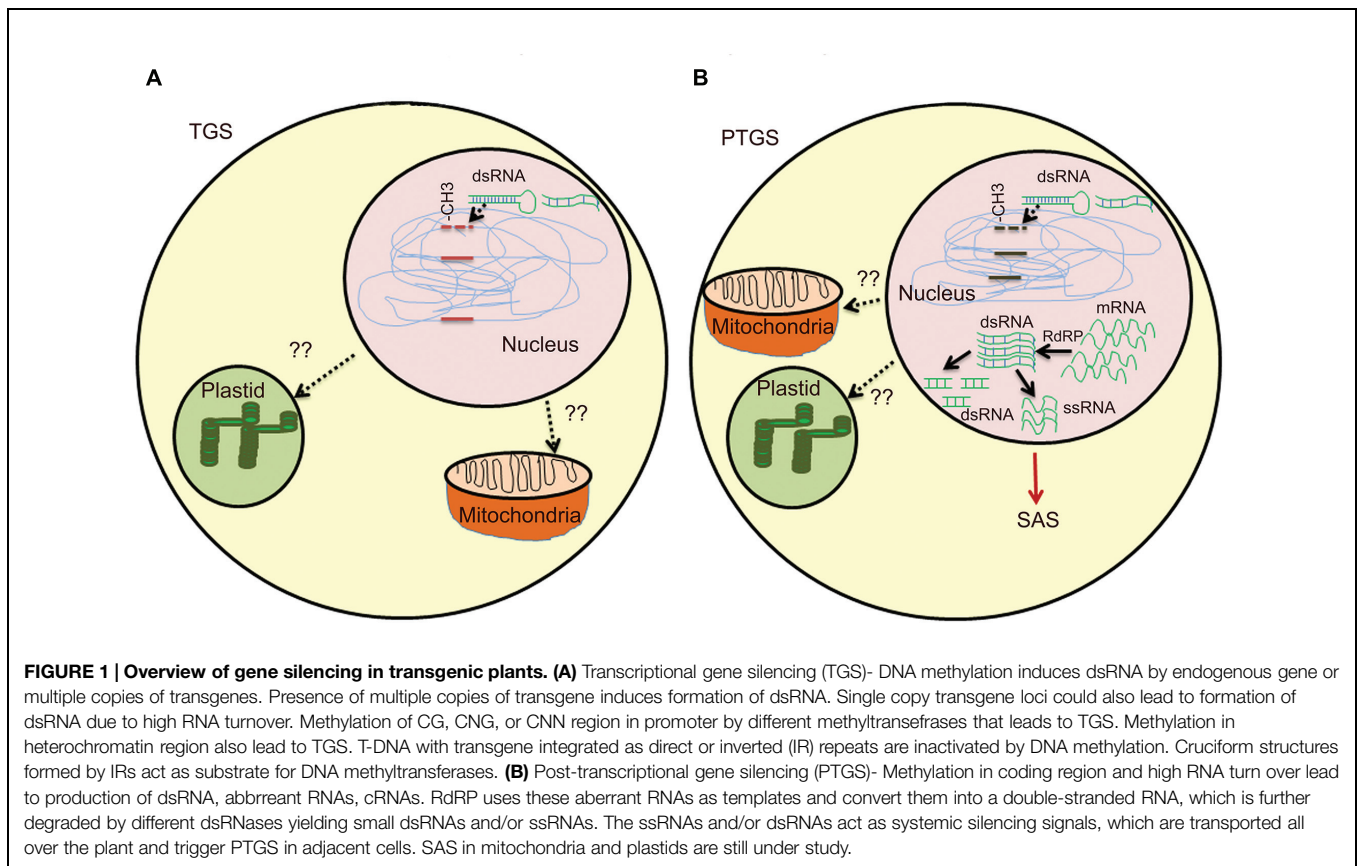 A
TGS
dsRNA
-CH3
Nucleus
??
Plastid
??
Mitochondria
B
PTGS
dsRNA
-CH3
??
Nucleus
Mitochondria
mRNA
dsRNA
RdRP
Plastid
??
dsRNA
ssRNA
SAS
FIGURE 1 | Overview of gene silencing in transgenic plants. (A) Transcriptional gene silencing (TGS)- DNA methylation induces dsRNA by endogenous gene or
multiple copies of transgenes. Presence of multiple copies of transgene induces formation of dsRNA. Single copy transgene loci could also lead to formation of
dsRNA due to high RNA turnover. Methylation of CG, CNG, or CNN region in promoter by different methyltransefrases that leads to TGS. Methylation in
heterochromatin region also lead to TGS. T-DNA with transgene integrated as direct or inverted (IR) repeats are inactivated by DNA methylation. Cruciform structures
formed by IRs act as substrate for DNA methyltransferases. (B) Post-transcriptional gene silencing (PTGS)- Methylation in coding region and high RNA turn over lead
to production of dsRNA, abbrreant RNAs, cRNAs. RdRP uses these aberrant RNAs as templates and convert them into a double-stranded RNA, which is further
degraded by different dsRNases yielding small dsRNAs and/or ssRNAs. The ssRNAs and/or dsRNAs act as systemic silencing signals, which are transported all
over the plant and trigger PTGS in adjacent cells. SAS in mitochondria and plastids are still under study.